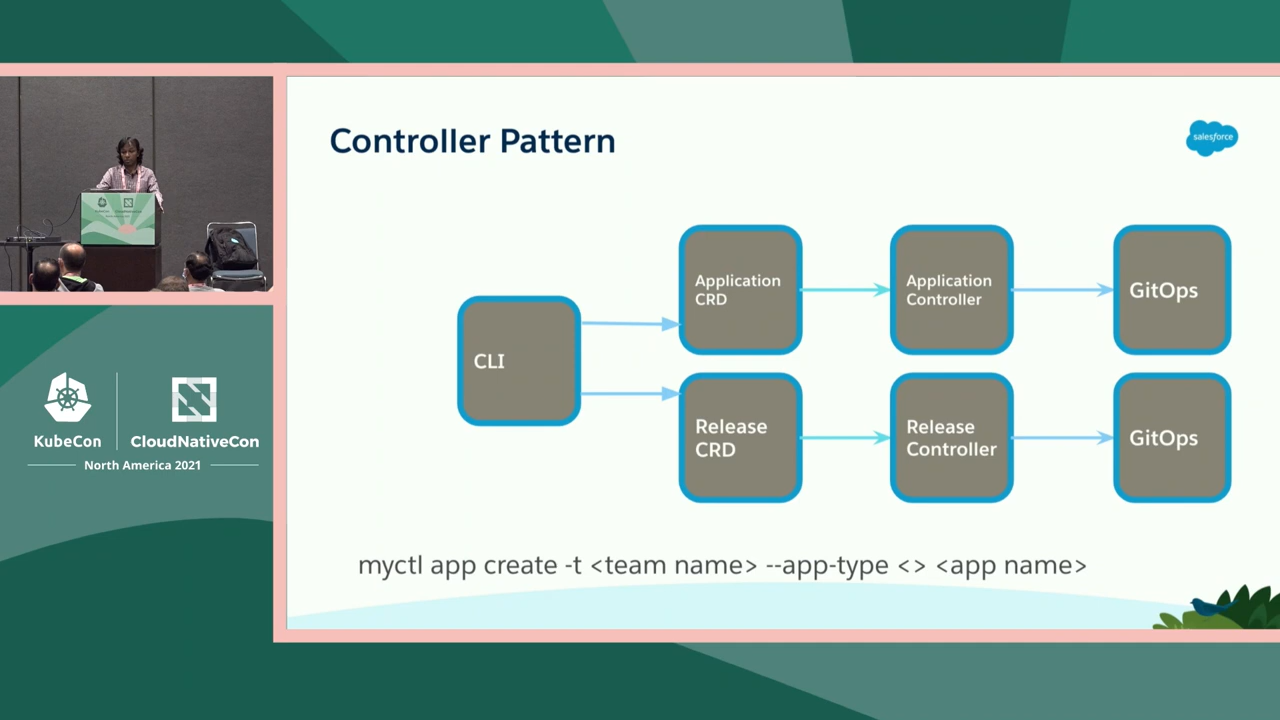 Controller Pattern
salesforce
Application
CRD
Application
Controller
GitOps
CLI
Release
CRD
Release
Controller
GitOps
myctl app create -t <team name> --app-type <> <app name>
KubeCon
CloudNativeCon
North America 2021